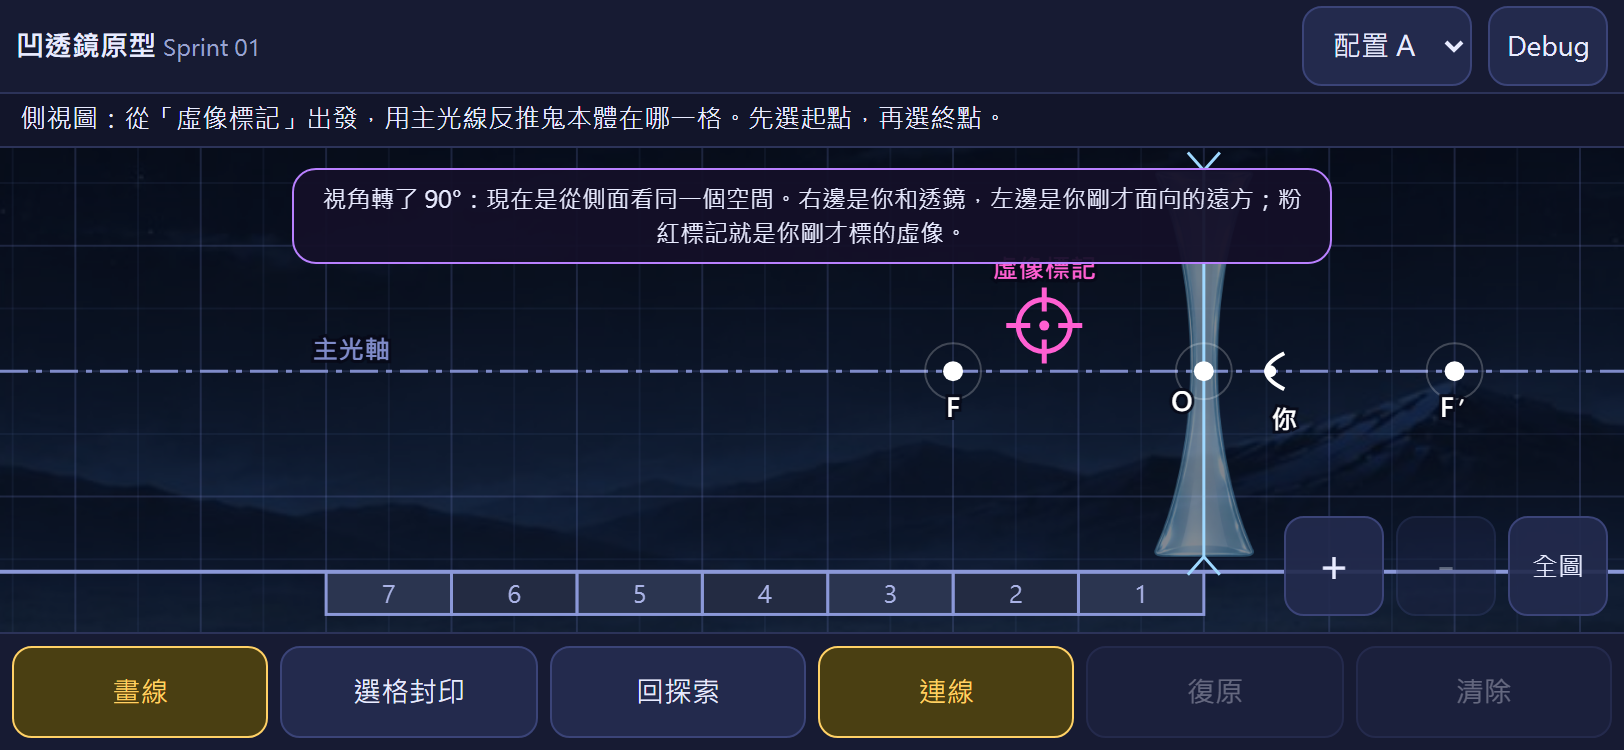 凹透鏡原型 Sprint 01
配置 A
Debug
側視圖：從「虛像標記」出發，用主光線反推鬼本體在哪一格。先選起點，再選終點。
視角轉了 90°：現在是從側面看同一個空間。右邊是你和透鏡，左邊是你剛才面向的遠方；粉
紅標記就是你剛才標的虛像。
虛像標記
主光軸
F
O
你
F′
+
-
全圖
7
6
5
4
3
2
1
畫線
選格封印
回探索
連線
復原
清除